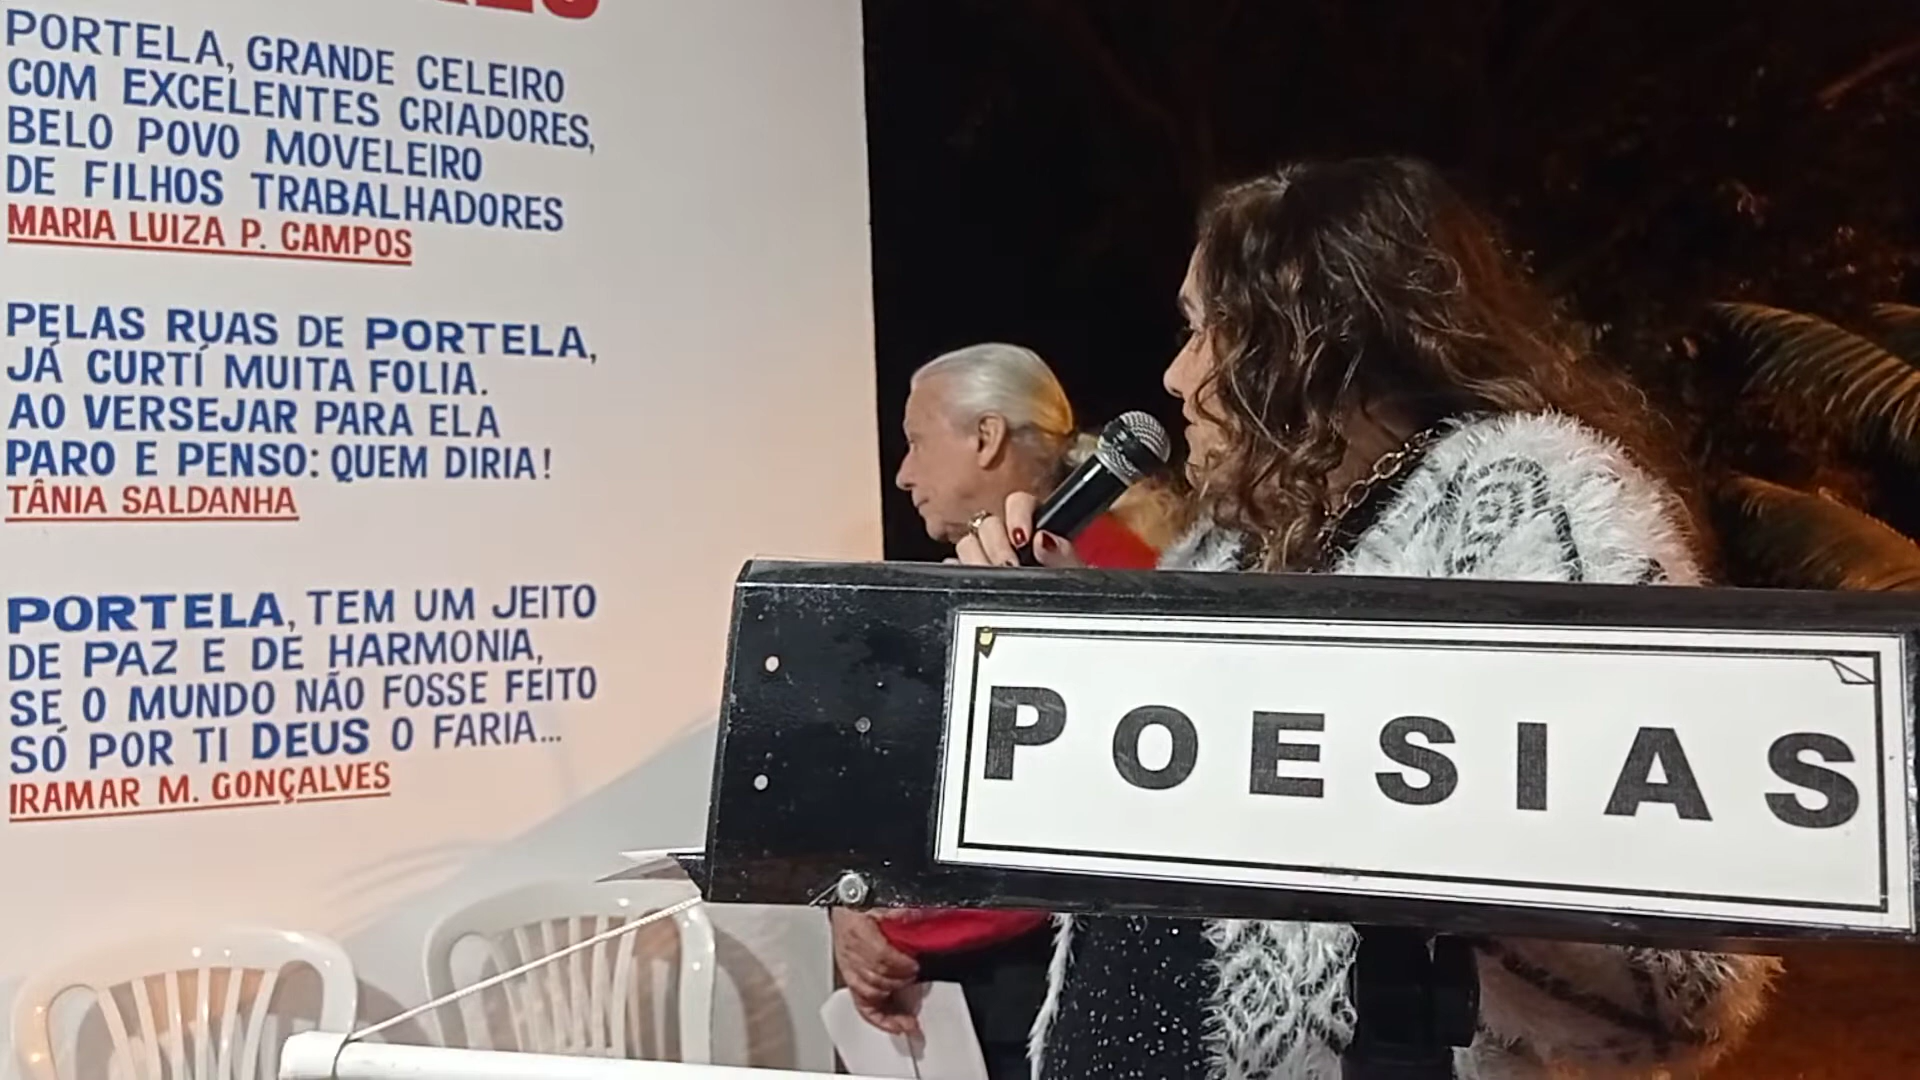 PORTELA, GRANDE CELEIRO
COM EXCELENTES CRIADORES,
BELO POVO MOVELEIRO
DE FILHOS TRABALHADORES
MARIA LUIZA P. CAMPOS
PELAS RUAS DE PORTELA,
JÁ CURTÍ MUITA FOLIA.
AO VERSEJAR PARA ELA
PARO E PENSO: QUEM DIRIA!
TÂNIA SALDANHA
PORTELA, TEM UM JEITO
DE PAZ E DE HARMONIA,
SE O MUNDO NÃO FOSSE FEITO
SÓ POR TI DEUS O FARIA...
IRAMAR M. GONÇALVES
POESIAS